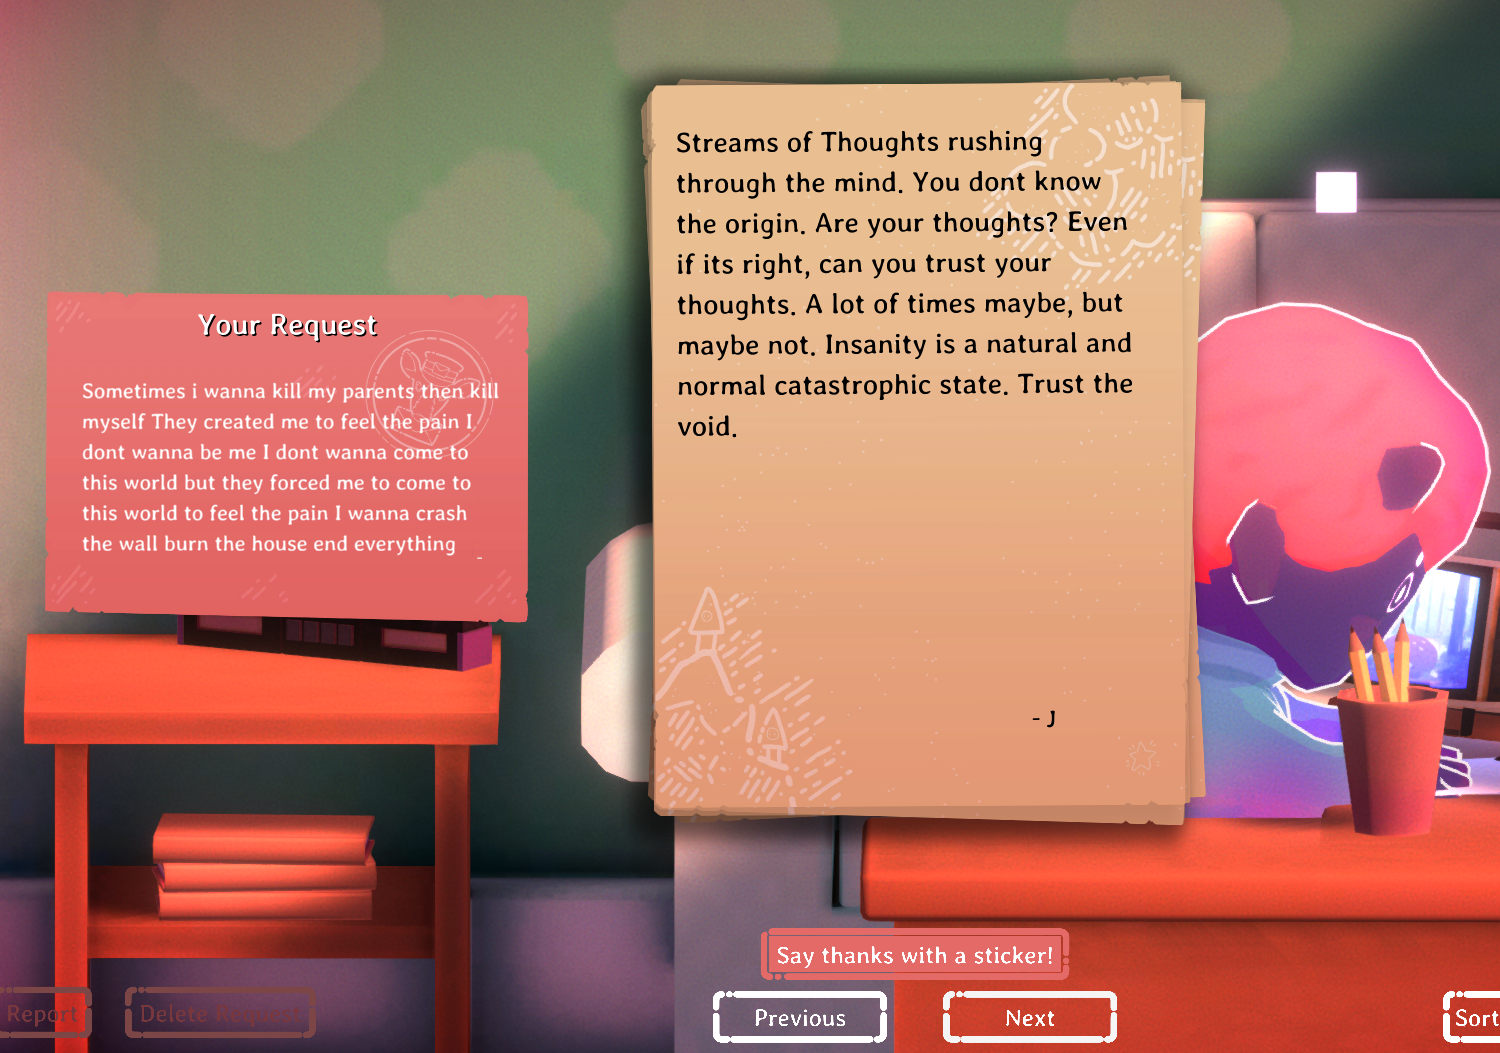 Your Request
Sometimes i wanna kill my parents then kill
myself They created me to feel the pain I
dont wanna be me I dont wanna come to
this world but they forced me to come to
this world to feel the pain I wanna crash
the wall burn the house end everything
-
Streams of Thoughts rushing
through the mind. You dont know
the origin. Are your thoughts? Even
if its right, can you trust your
thoughts. A lot of times maybe, but
maybe not. Insanity is a natural and
normal catastrophic state. Trust the
void.
- J
Say thanks with a sticker!
Report
Delete Request
Previous
Next
Sort